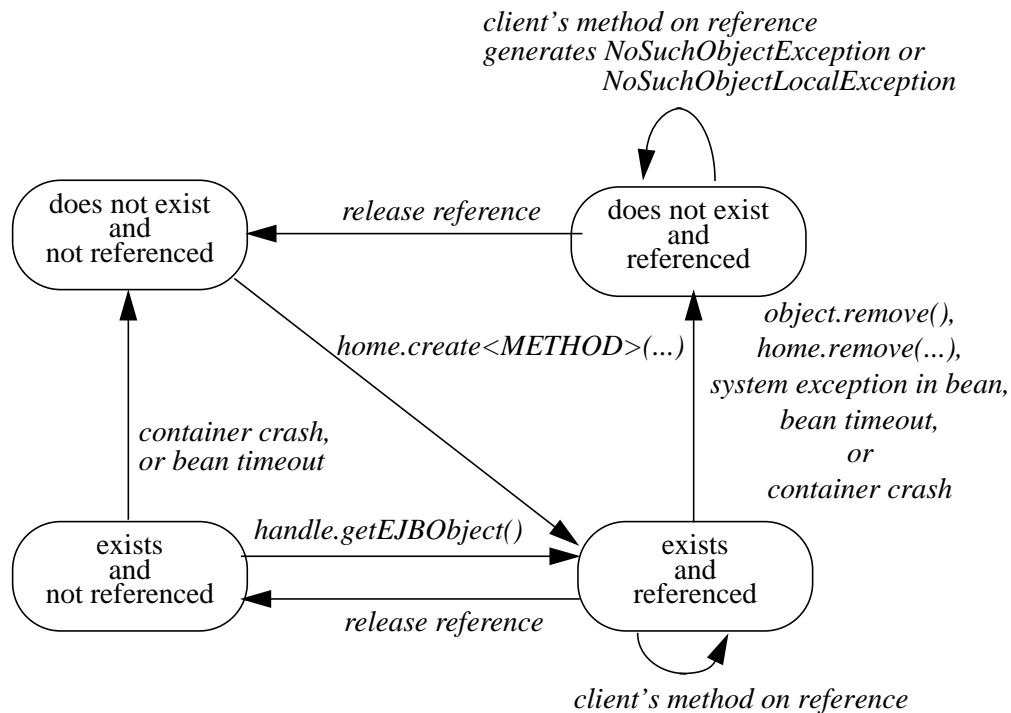 client's method on reference
generates NoSuchObjectException or
NoSuchObjectLocalException
does not exist
and
not referenced
release reference
does not exist
and
referenced
home.create<METHOD>(...)
object.remove(),
home.remove(...),
system exception in bean,
bean timeout,
or
container crash
container crash,
or bean timeout
handle.getEJBObject()
exists
and
not referenced
exists
and
referenced
release reference
client's method on reference